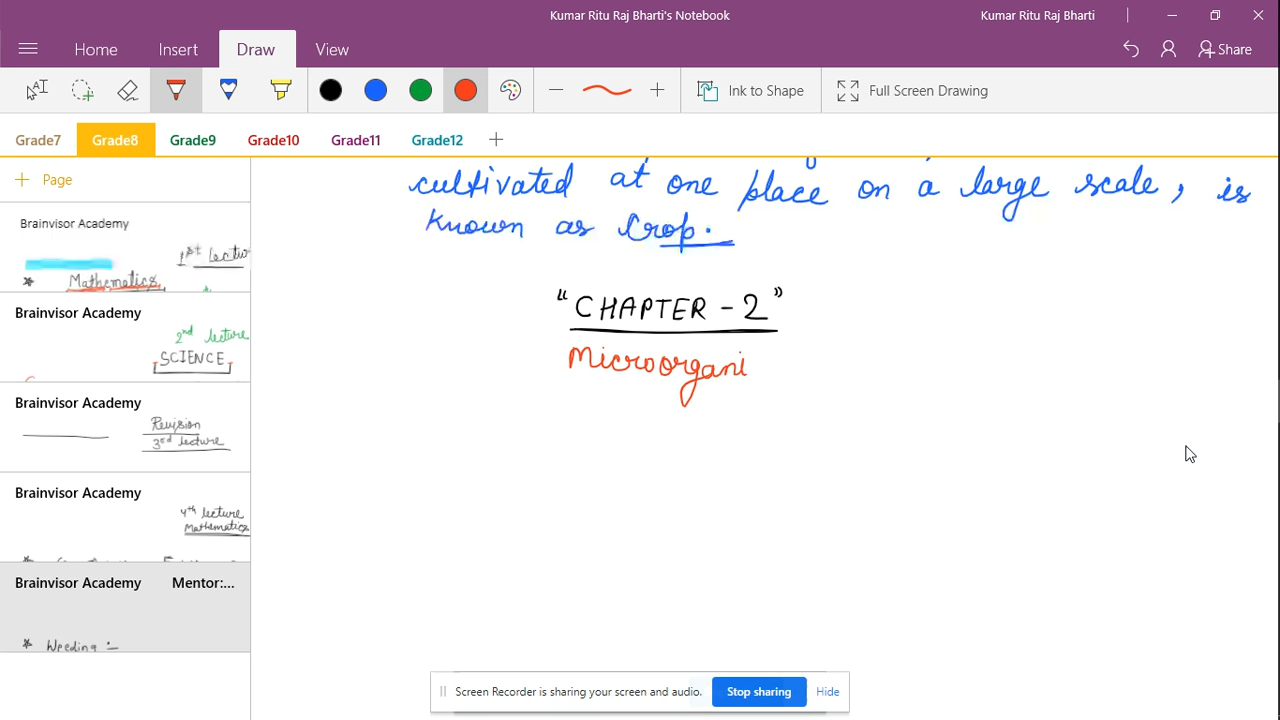 Kumar Ritu Raj Bharti's Notebook
Kumar Ritu Raj Bharti
Home Insert Draw View
Share
Ink to Shape
Full Screen Drawing
Grade7 Grade8 Grade9 Grade10 Grade11 Grade12
Page
Brainvisor Academy
1st lectur
* Mathematics
2nd lecture
SCIENCE
Brainvisor Academy
Revision
3rd lecture
Brainvisor Academy
4th lecture
Mathematics
Brainvisor Academy Mentor:...
* Weeding :-
cultivated at one place on a large scale, is
known as Crop.
"CHAPTER - 2"
Microorgani
Screen Recorder is sharing your screen and audio. Stop sharing Hide